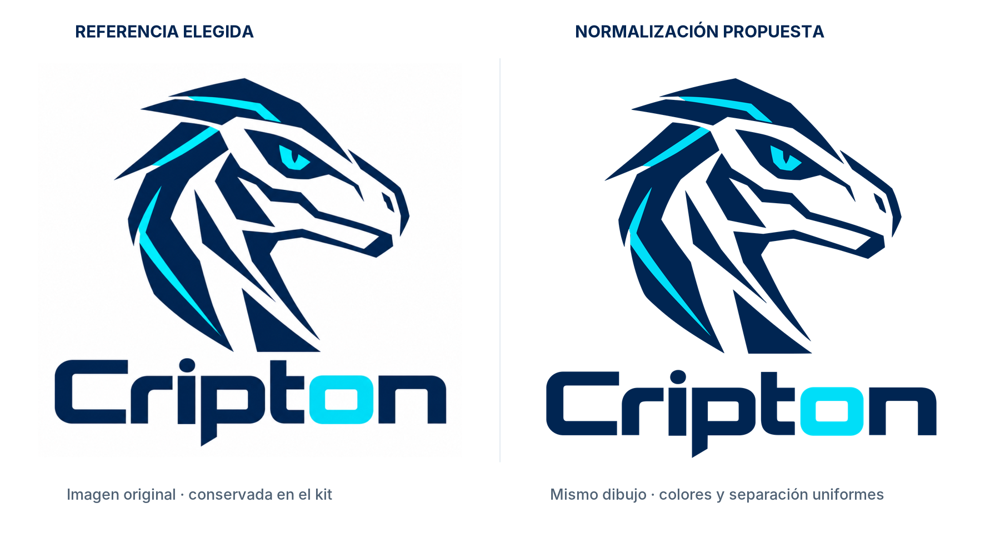 REFERENCIA ELEGIDA
NORMALIZACIÓN PROPUESTA
Cripton
Cripton
Imagen original · conservada en el kit
Mismo dibujo · colores y separación uniformes